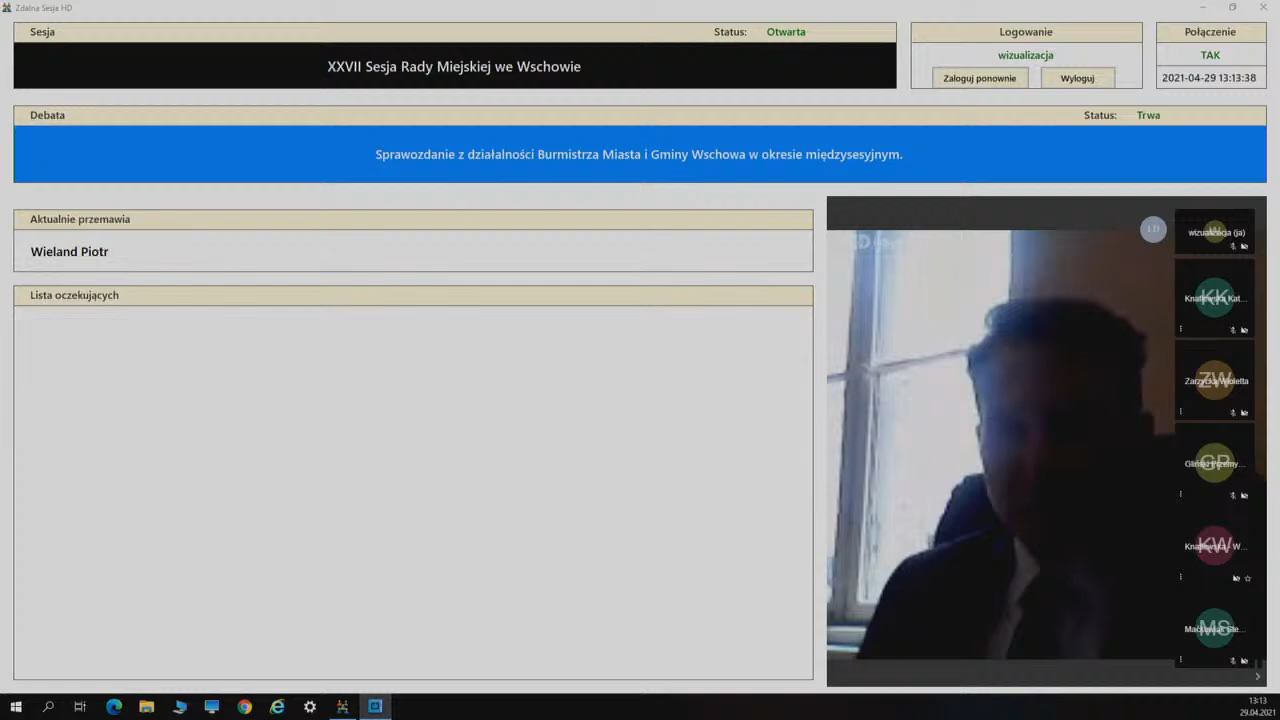 Zdalna Sesja HD
Sesja
Status: Otwarta
XXVII Sesja Rady Miejskiej we Wschowie
Logowanie
wizualizacja
Zaloguj ponownie
Wyloguj
Połączenie
TAK
2021-04-29 13:13:38
Debata
Status: Trwa
Sprawozdanie z działalności Burmistrza Miasta i Gminy Wschowa w okresie międzysesyjnym.
Aktualnie przemawia
Wieland Piotr
Lista oczekujących
LD
W
wizualizacja (ja)
KK
ZW
Zarzycka Wioletta
GP
KW
MS
13:13
29.04.2021